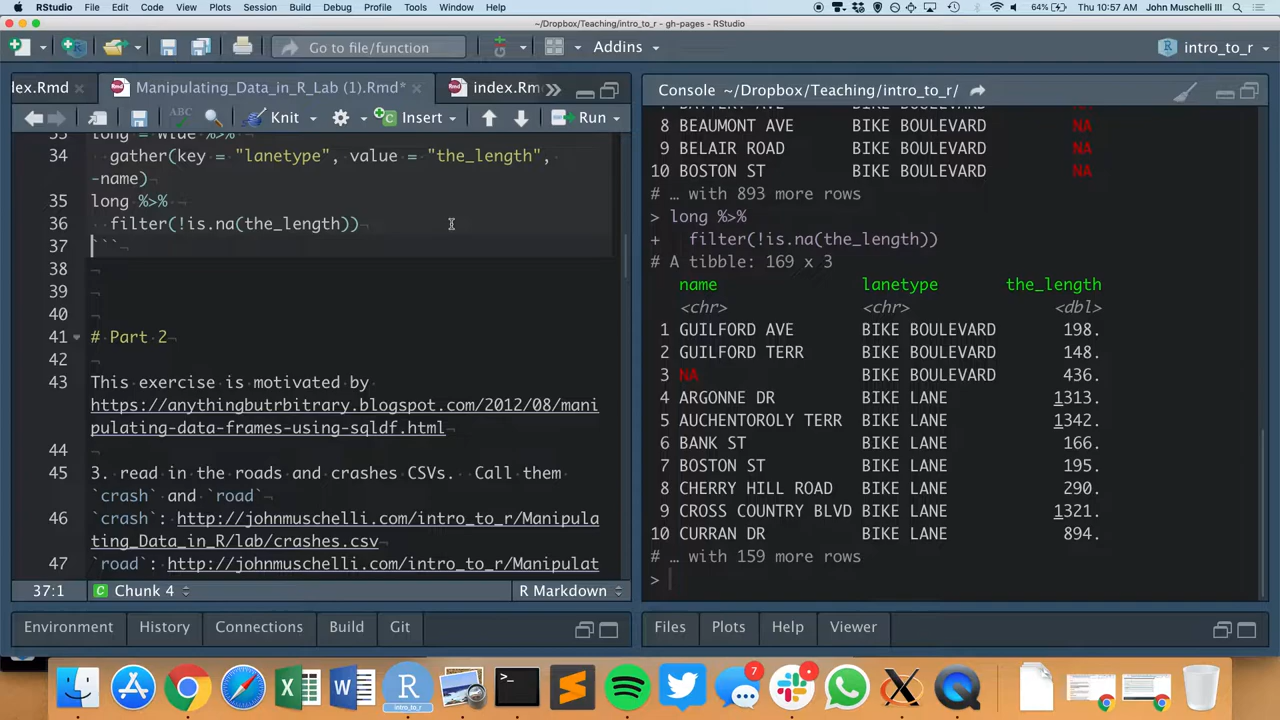 RStudio File Edit Code View Plots Session Build Debug Profile Tools Window Help 64% Thu 10:57 AM John Muschelli III
~/Dropbox/Teaching/intro_to_r - gh-pages - RStudio
Go to file/function Addins intro_to_r
dex.Rmd Manipulating_Data_in_R_Lab (1).Rmd* index.Rmd
ABC Knit Insert Run
34 gather(key = "lanetype", value = "the_length",
-name)
35 long %>%
36 filter(!is.na(the_length))
37 ```
38
39
40
41 # Part 2
42
43 This exercise is motivated by
https://anythingbutrbitrary.blogspot.com/2012/08/mani
pulating-data-frames-using-sqldf.html
44
45 3. read in the roads and crashes CSVs. Call them
`crash` and `road`
46 `crash`: http://johnmuschelli.com/intro_to_r/Manipula
ting_Data_in_R/lab/crashes.csv
47 `road`: http://johnmuschelli.com/intro_to_r/Manipulat
37:1 Chunk 4 R Markdown
Environment History Connections Build Git
Console ~/Dropbox/Teaching/intro_to_r/
8 BEAUMONT AVE BIKE BOULEVARD NA
9 BELAIR ROAD BIKE BOULEVARD NA
10 BOSTON ST BIKE BOULEVARD NA
# … with 893 more rows
> long %>%
+ filter(!is.na(the_length))
# A tibble: 169 x 3
name lanetype the_length
<chr> <chr> <dbl>
1 GUILFORD AVE BIKE BOULEVARD 198.
2 GUILFORD TERR BIKE BOULEVARD 148.
3 NA BIKE BOULEVARD 436.
4 ARGONNE DR BIKE LANE 1313.
5 AUCHENTOROLY TERR BIKE LANE 1342.
6 BANK ST BIKE LANE 166.
7 BOSTON ST BIKE LANE 195.
8 CHERRY HILL ROAD BIKE LANE 290.
9 CROSS COUNTRY BLVD BIKE LANE 1321.
10 CURRAN DR BIKE LANE 894.
# … with 159 more rows
>
Files Plots Help Viewer
intro_to_r
7